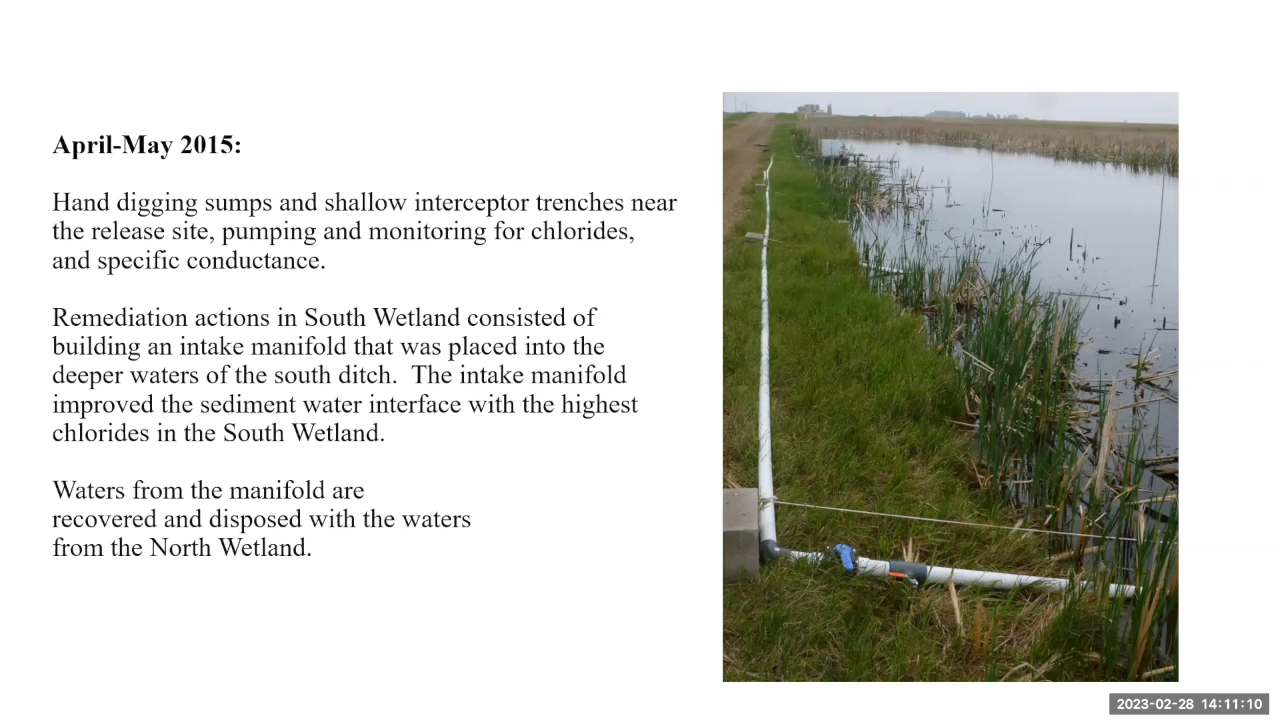 April-May 2015:
Hand digging sumps and shallow interceptor trenches near
the release site, pumping and monitoring for chlorides,
and specific conductance.
Remediation actions in South Wetland consisted of
building an intake manifold that was placed into the
deeper waters of the south ditch.  The intake manifold
improved the sediment water interface with the highest
chlorides in the South Wetland.
Waters from the manifold are
recovered and disposed with the waters
from the North Wetland.
2023-02-28 14:11:10